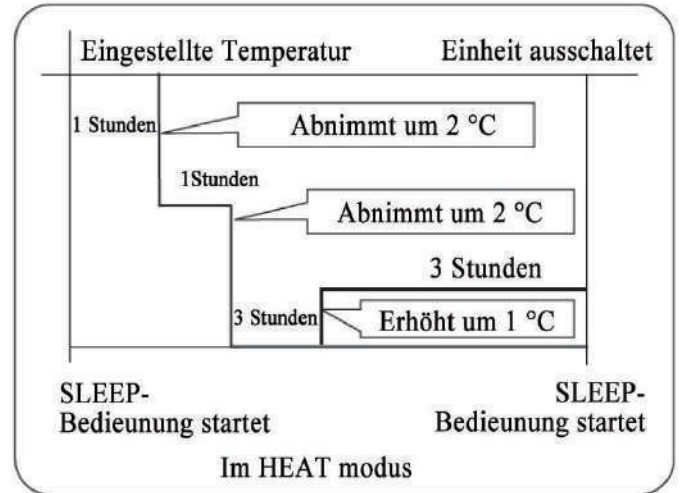 Eingestellte Temperatur Einheit ausschaltet
1 Stunden
Abnimmt um 2 °C
1Stunden
Abnimmt um 2 °C
3 Stunden
3 Stunden
Erhöht um 1 °C
SLEEP-
Bedieunung startet
SLEEP-
Bedieunung startet
Im HEAT modus